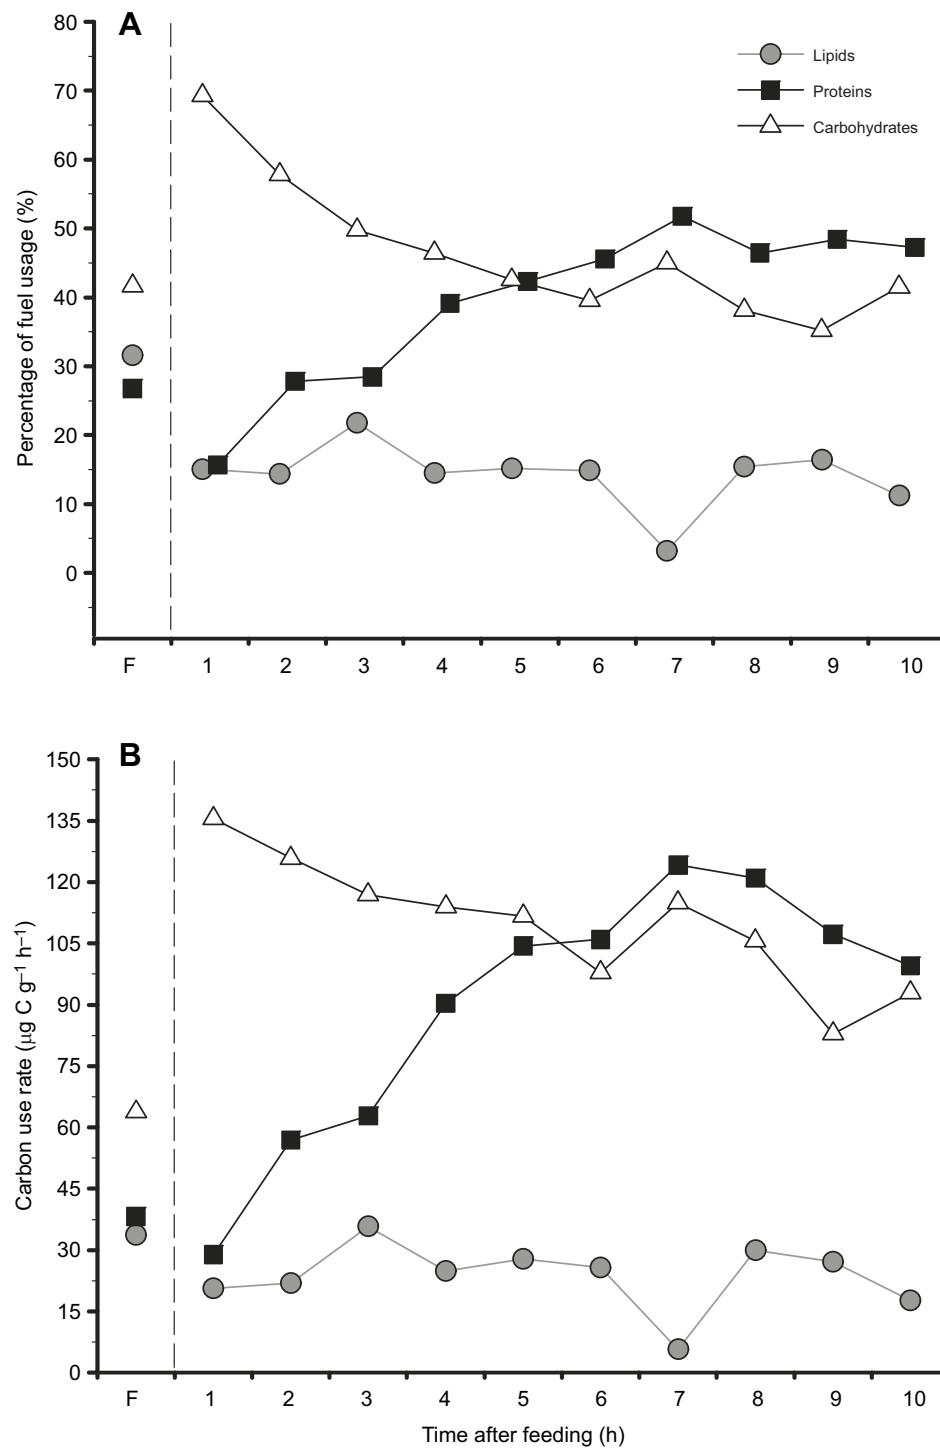 A
80
70
60
50
40
30
20
10
0
Percentage of fuel usage (%)
Lipids
Proteins
Carbohydrates
F 1 2 3 4 5 6 7 8 9 10
B
150
135
120
105
90
75
60
45
30
15
0
Carbon use rate (µg C g⁻¹ h⁻¹)
F 1 2 3 4 5 6 7 8 9 10
Time after feeding (h)